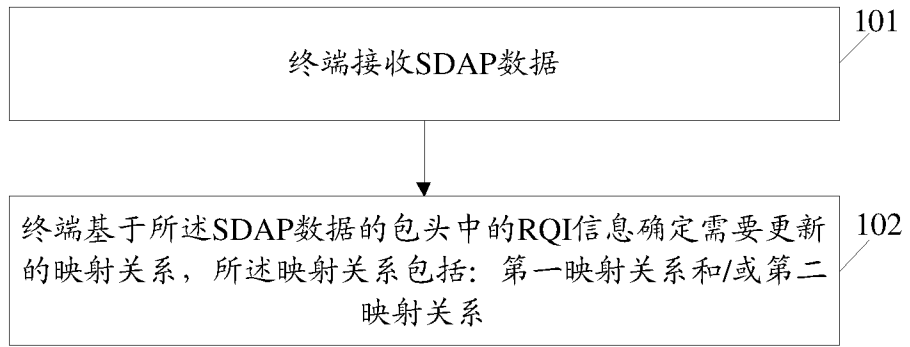 101
终端接收SDAP数据
102
终端基于所述SDAP数据的包头中的RQI信息确定需要更新
的映射关系，所述映射关系包括：第一映射关系和/或第二
映射关系